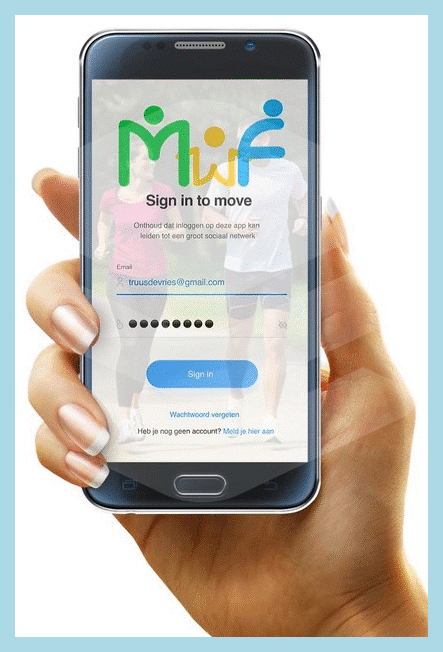 MwF
Sign in to move
Onthoud dat inloggen op deze app kan
leiden tot een groot sociaal netwerk
Email
truusdevries@gmail.com
Sign in
Wachtwoord vergeten
Heb je nog geen account? Meld je hier aan